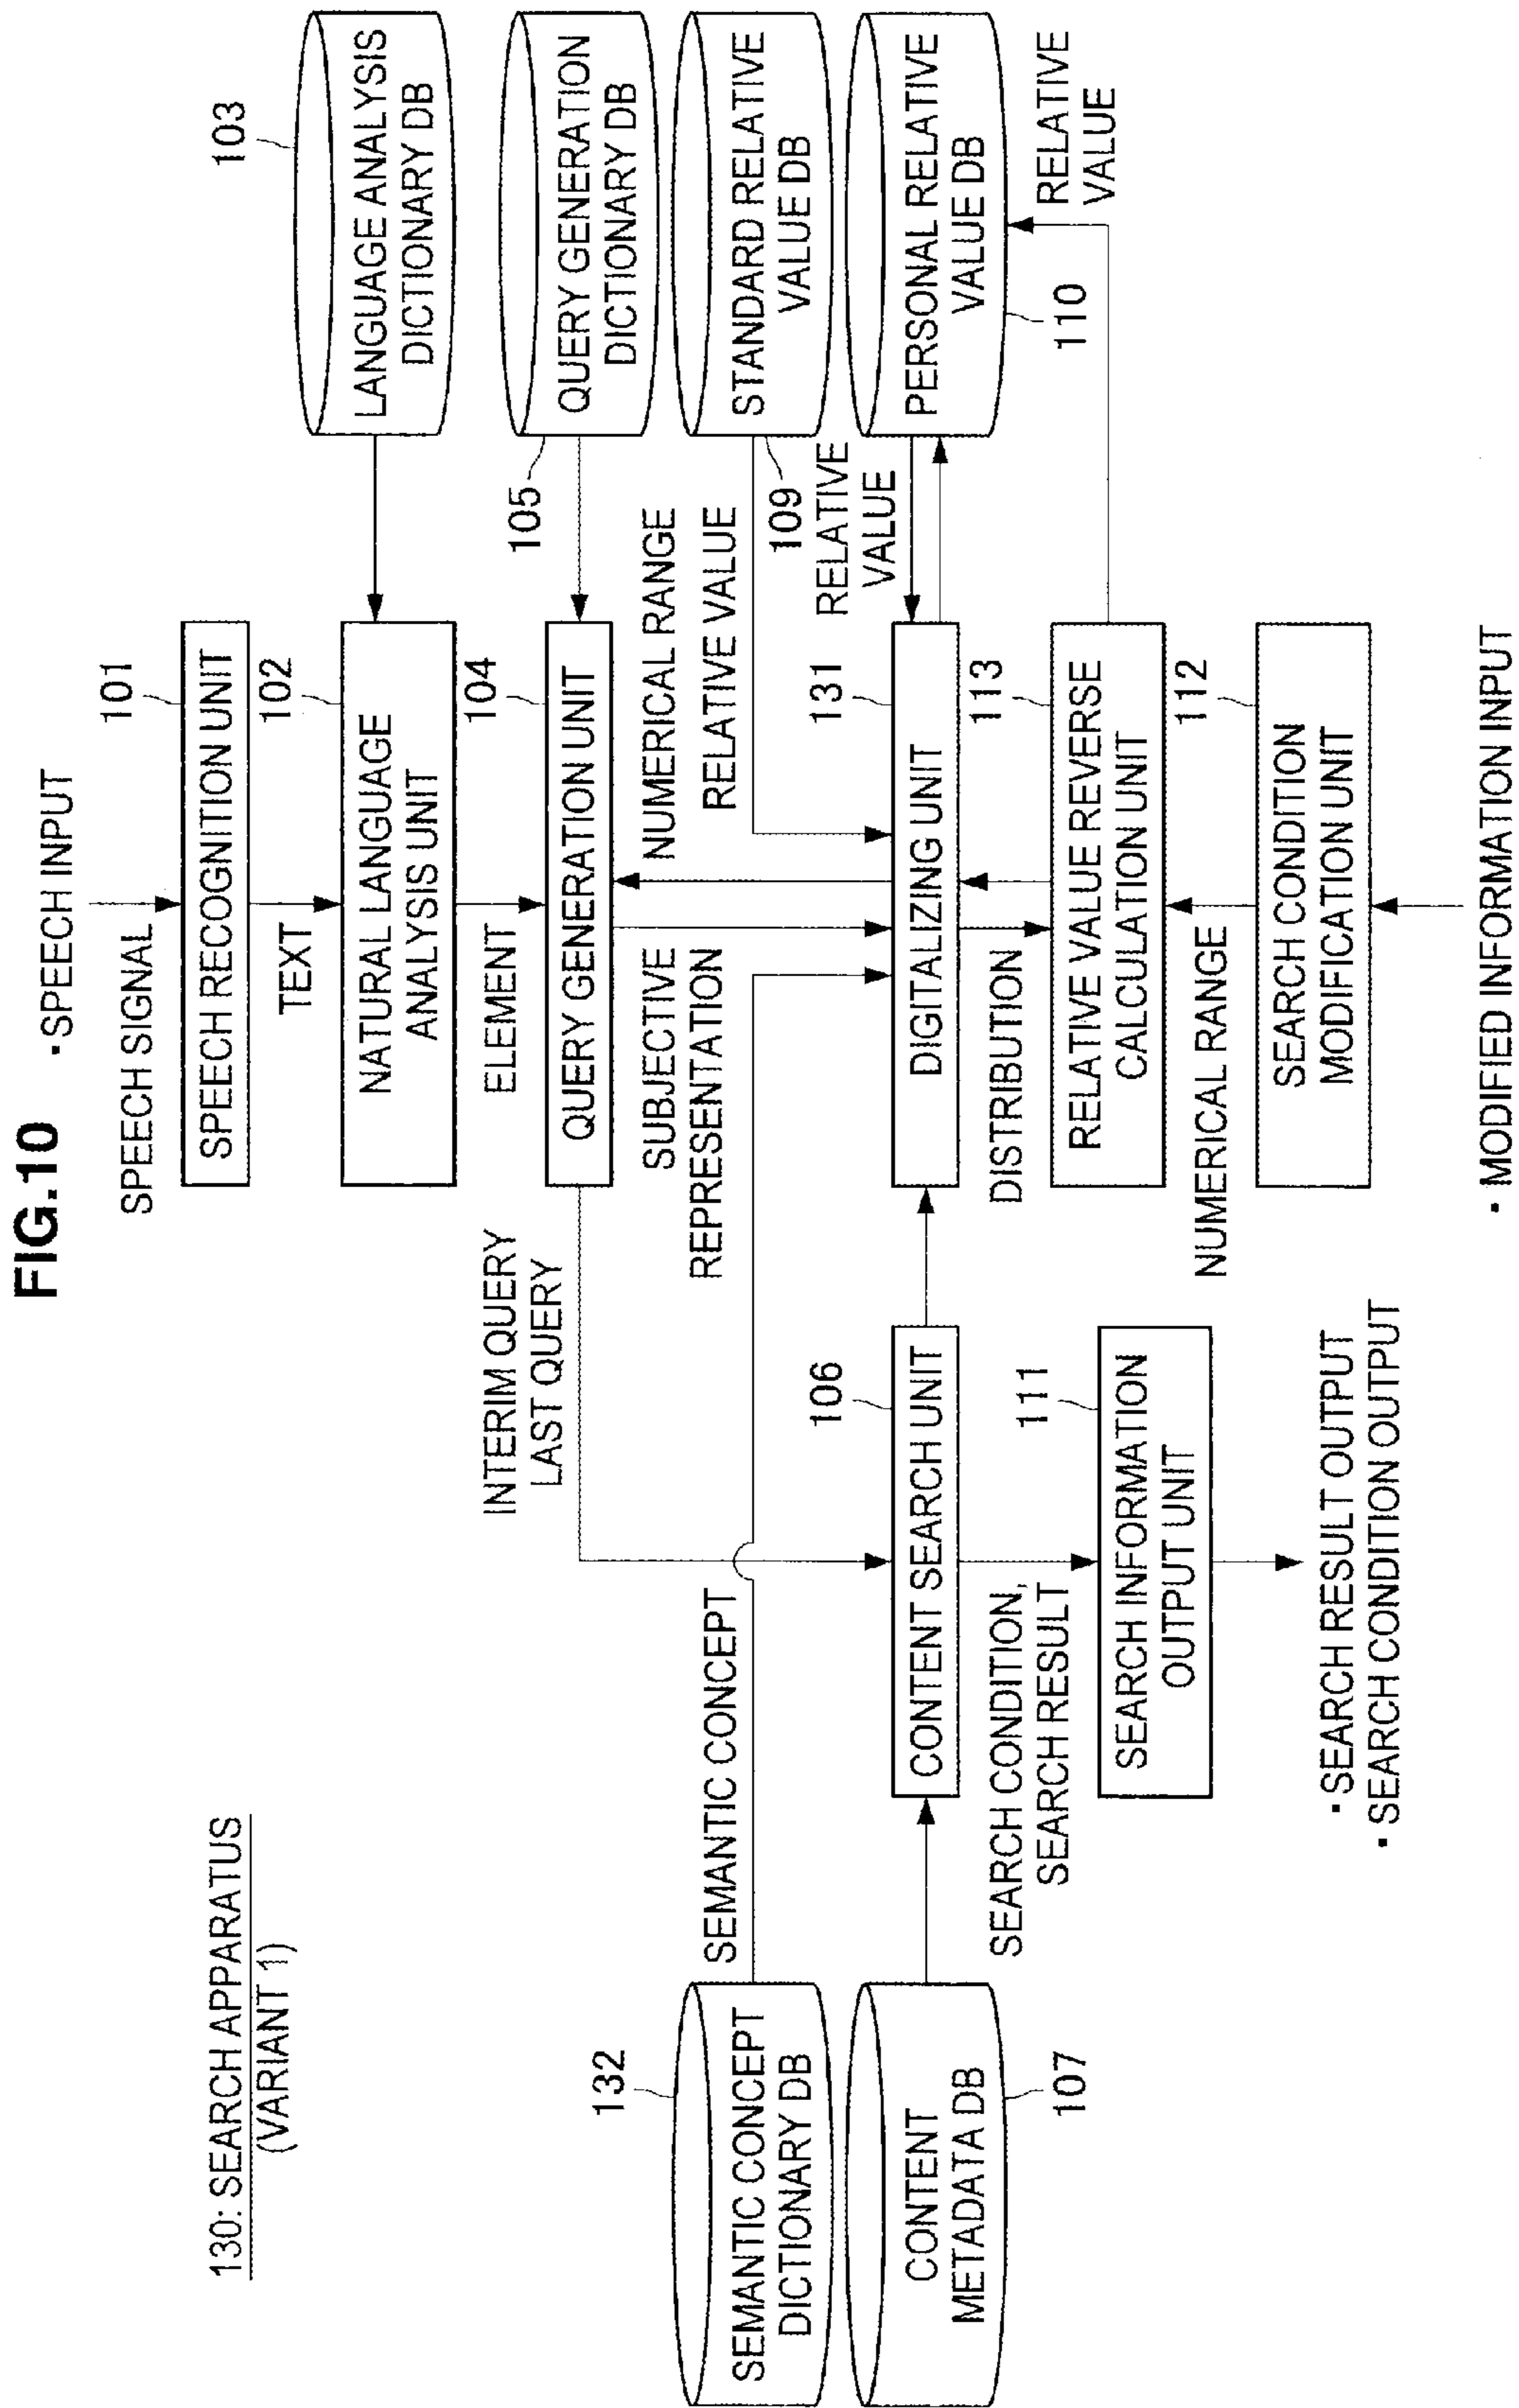 FIG.10
130: SEARCH APPARATUS
(VARIANT 1)
・SPEECH INPUT
SPEECH SIGNAL
101
SPEECH RECOGNITION UNIT
TEXT
102
NATURAL LANGUAGE
ANALYSIS UNIT
103
LANGUAGE ANALYSIS
DICTIONARY DB
ELEMENT
104
QUERY GENERATION UNIT
105
QUERY GENERATION
DICTIONARY DB
INTERIM QUERY
LAST QUERY
SUBJECTIVE
REPRESENTATION
NUMERICAL RANGE
RELATIVE VALUE
109
STANDARD RELATIVE
VALUE DB
132
SEMANTIC CONCEPT
DICTIONARY DB
SEMANTIC CONCEPT
CONTENT
METADATA DB
107
106
CONTENT SEARCH UNIT
131
DIGITALIZING UNIT
RELATIVE
VALUE
PERSONAL RELATIVE
VALUE DB
110
RELATIVE
VALUE
SEARCH CONDITION,
SEARCH RESULT
111
SEARCH INFORMATION
OUTPUT UNIT
・SEARCH RESULT OUTPUT
・SEARCH CONDITION OUTPUT
DISTRIBUTION
113
RELATIVE VALUE REVERSE
CALCULATION UNIT
NUMERICAL RANGE
112
SEARCH CONDITION
MODIFICATION UNIT
・MODIFIED INFORMATION INPUT